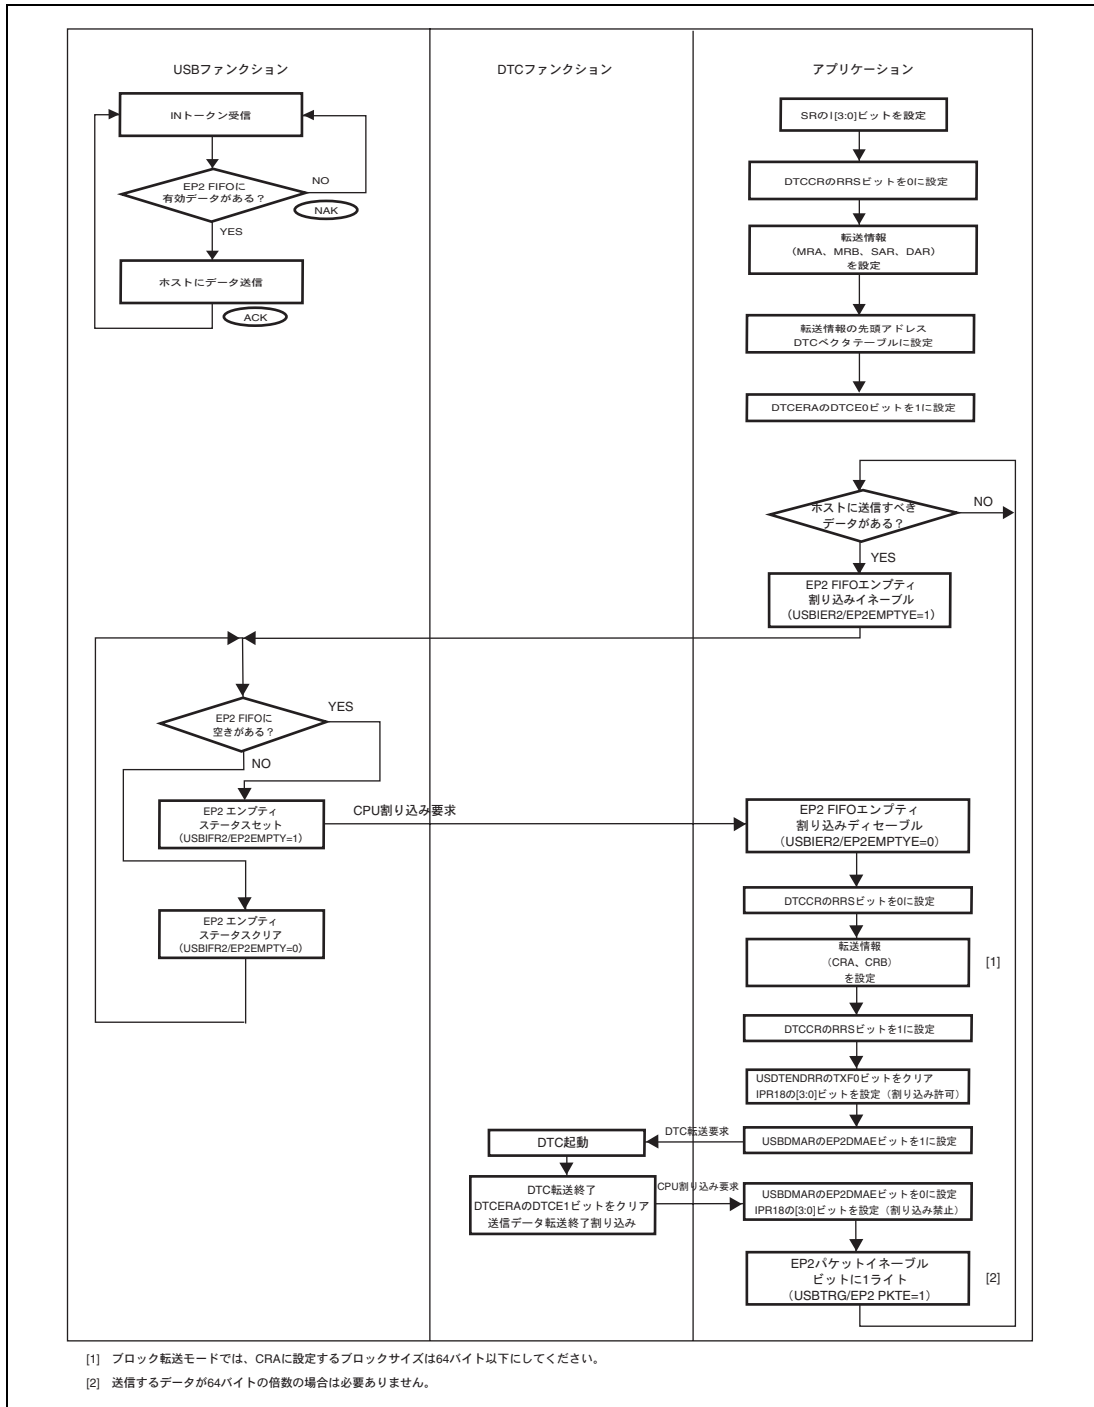 USBファンクション
DTCファンクション
アプリケーション
INトークン受信
EP2 FIFOに
有効データがある？
NO
NAK
YES
ホストにデータ送信
ACK
SRのI[3:0]ビットを設定
DTCCRのRRSビットを0に設定
転送情報
（MRA、MRB、SAR、DAR）
を設定
転送情報の先頭アドレス
DTCベクタテーブルに設定
DTCERAのDTCE0ビットを1に設定
ホストに送信すべき
データがある？
NO
YES
EP2 FIFOエンプティ
割り込みイネーブル
（USBIER2/EP2EMPTYE=1）
EP2 FIFOに
空きがある？
YES
NO
EP2 エンプティ
ステータスセット
（USBIFR2/EP2EMPTY=1）
CPU割り込み要求
EP2 エンプティ
ステータスクリア
（USBIFR2/EP2EMPTY=0）
EP2 FIFOエンプティ
割り込みディセーブル
（USBIER2/EP2EMPTYE=0）
DTCCRのRRSビットを0に設定
転送情報
（CRA、CRB）
を設定
[1]
DTCCRのRRSビットを1に設定
USDTENDRRのTXF0ビットをクリア
IPR18の[3:0]ビットを設定（割り込み許可）
USBDMARのEP2DMAEビットを1に設定
DTC転送要求
DTC起動
DTC転送終了
DTCERAのDTCE1ビットをクリア
送信データ転送終了割り込み
CPU割り込み要求
USBDMARのEP2DMAEビットを0に設定
IPR18の[3:0]ビットを設定（割り込み禁止）
EP2パケットイネーブル
ビットに1ライト
（USBTRG/EP2 PKTE=1）
[2]
[1] ブロック転送モードでは、CRAに設定するブロックサイズは64バイト以下にしてください。
[2] 送信するデータが64バイトの倍数の場合は必要ありません。